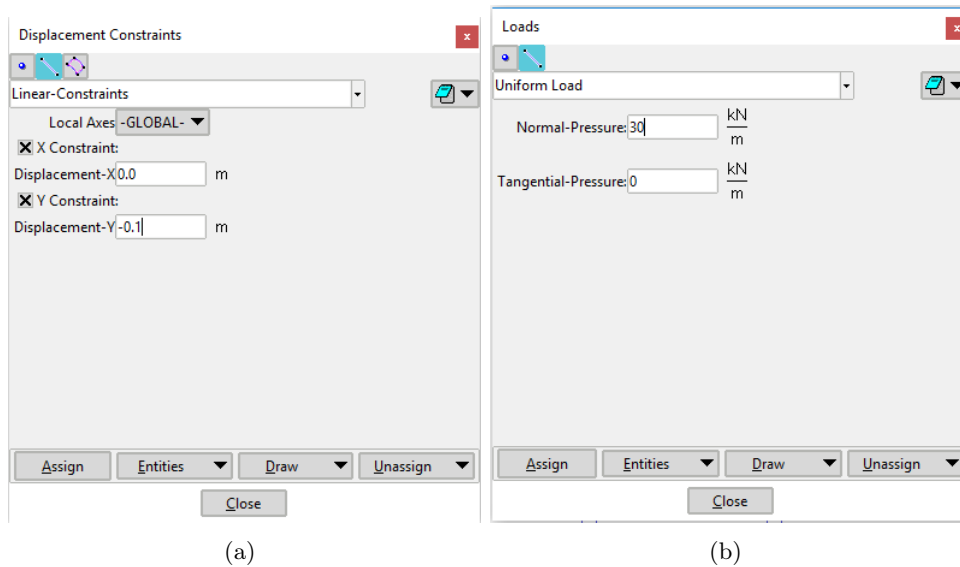 Displacement Constraints
x
Linear-Constraints
Local Axes -GLOBAL-
X Constraint:
Displacement-X 0.0 m
Y Constraint:
Displacement-Y -0.1 m
Assign Entities Draw Unassign
Close
(a)
Loads
x
Uniform Load
Normal-Pressure: 30 kN/m
Tangential-Pressure: 0 kN/m
Assign Entities Draw Unassign
Close
(b)